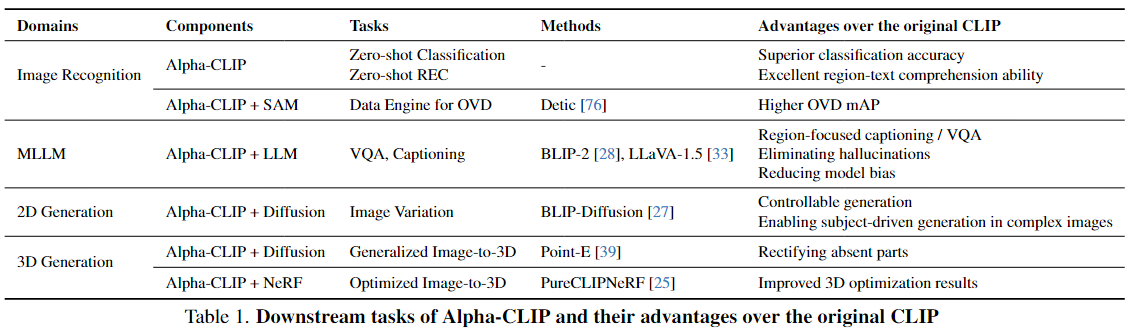 Domains Components Tasks Methods Advantages over the original CLIP
Image Recognition Alpha-CLIP Zero-shot Classification - Superior classification accuracy
Zero-shot REC Excellent region-text comprehension ability
Alpha-CLIP + SAM Data Engine for OVD Detic [76] Higher OVD mAP
MLLM Alpha-CLIP + LLM VQA, Captioning BLIP-2 [28], LLaVA-1.5 [33] Region-focused captioning / VQA
Eliminating hallucinations
Reducing model bias
2D Generation Alpha-CLIP + Diffusion Image Variation BLIP-Diffusion [27] Controllable generation
Enabling subject-driven generation in complex images
3D Generation Alpha-CLIP + Diffusion Generalized Image-to-3D Point-E [39] Rectifying absent parts
Alpha-CLIP + NeRF Optimized Image-to-3D PureCLIPNeRF [25] Improved 3D optimization results
Table 1. Downstream tasks of Alpha-CLIP and their advantages over the original CLIP